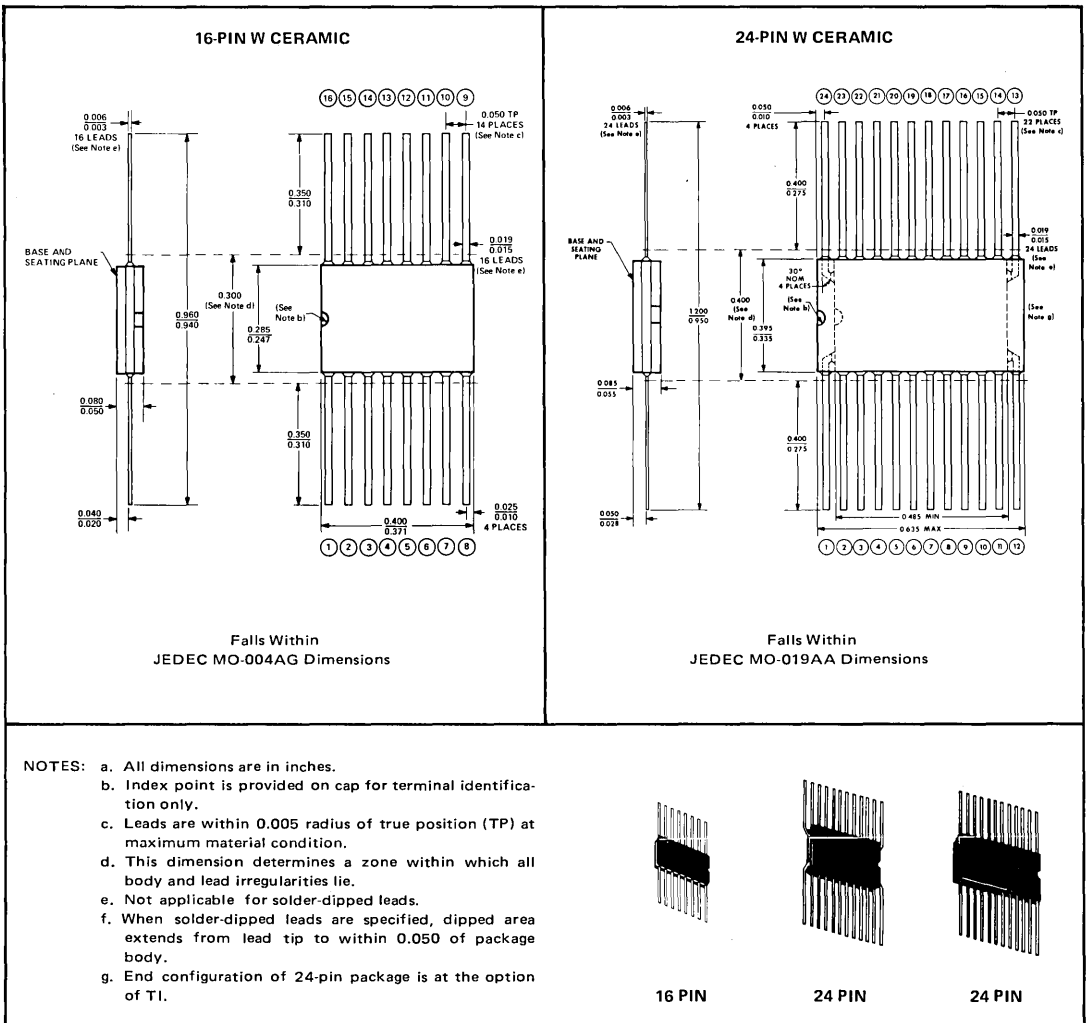 16-PIN W CERAMIC
0.006
0.003
16 LEADS
(See Note e)
16 15 14 13 12 11 10 9
0.050 TP
14 PLACES
(See Note c)
0.350
0.310
0.019
0.015
16 LEADS
(See Note e)
BASE AND
SEATING PLANE
0.300
(See Note d)
(See
Note b)
0.960
0.940
0.285
0.247
0.080
0.050
0.350
0.310
0.040
0.020
0.025
0.010
4 PLACES
0.400
0.371
1 2 3 4 5 6 7 8
Falls Within
JEDEC MO-004AG Dimensions
24-PIN W CERAMIC
0.006
0.003
24 LEADS
(See Note e)
0.050
0.010
4 PLACES
24 23 22 21 20 19 18 17 16 15 14 13
0.050 TP
22 PLACES
(See Note c)
0.400
0.275
0.019
0.015
24 LEADS
(See
Note e)
BASE AND
SEATING
PLANE
30°
NOM
4 PLACES
(See
Note b)
0.400
(See
Note d)
(See
Note g)
1.200
0.950
0.395
0.335
0.085
0.055
0.400
0.275
0.050
0.028
0.485 MIN
0.635 MAX
1 2 3 4 5 6 7 8 9 10 11 12
Falls Within
JEDEC MO-019AA Dimensions
NOTES: a. All dimensions are in inches.
b. Index point is provided on cap for terminal identifica-
tion only.
c. Leads are within 0.005 radius of true position (TP) at
maximum material condition.
d. This dimension determines a zone within which all
body and lead irregularities lie.
e. Not applicable for solder-dipped leads.
f. When solder-dipped leads are specified, dipped area
extends from lead tip to within 0.050 of package
body.
g. End configuration of 24-pin package is at the option
of TI.
16 PIN
24 PIN
24 PIN